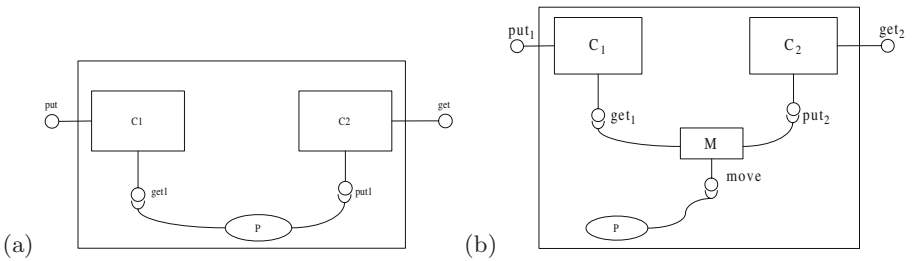 put
C1
C2
get
get1
put1
P
(a)
put₁
C₁
C₂
get₂
get₁
put₂
M
move
P
(b)